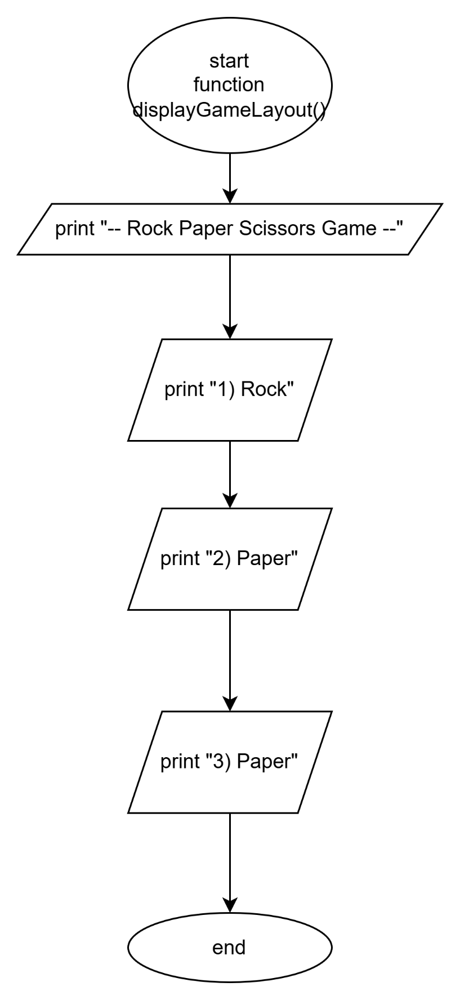 start
function
displayGameLayout()
print "-- Rock Paper Scissors Game --"
print "1) Rock"
print "2) Paper"
print "3) Paper"
end